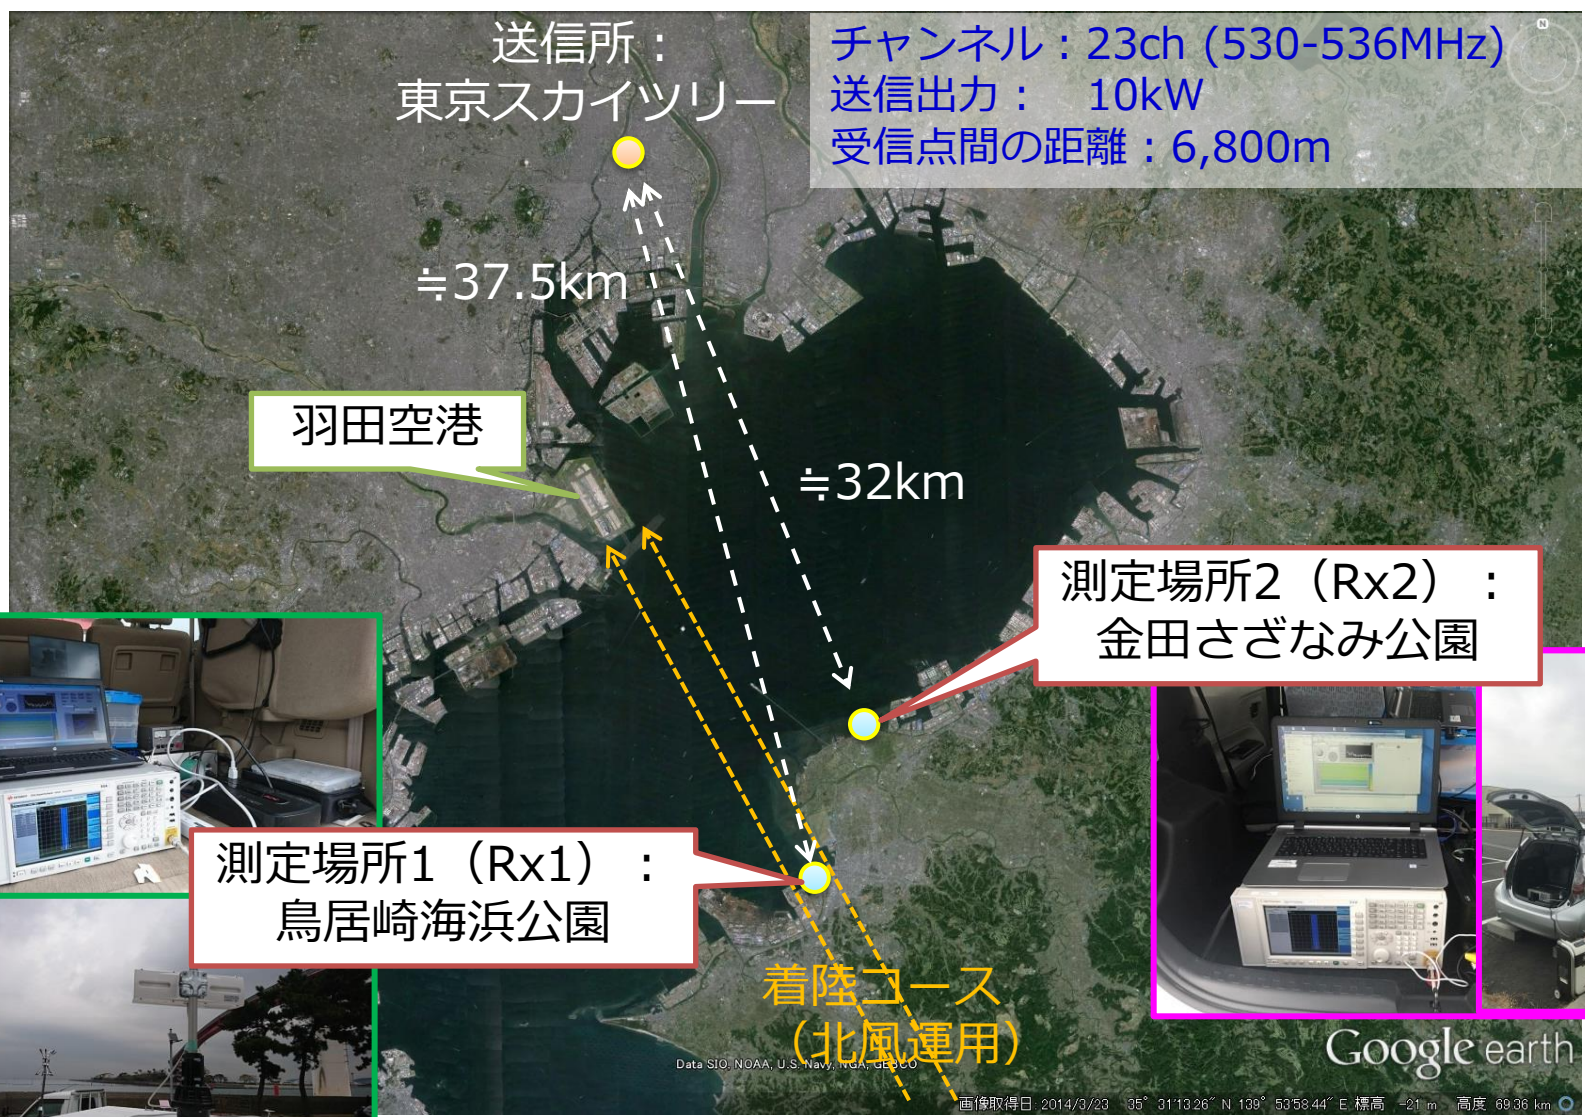 送信所：
東京スカイツリー
チャンネル：23ch (530-536MHz)
送信出力： 10kW
受信点間の距離：6,800m
N
≒37.5km
羽田空港
≒32km
測定場所2（Rx2）：
金田さざなみ公園
測定場所1（Rx1）：
鳥居崎海浜公園
着陸コース
（北風運用）
Google earth
Data SIO, NOAA, U.S. Navy, NGA, GEBCO
画像取得日: 2014/3/23 35° 31'13.26" N 139° 53'58.44" E 標高 -21 m 高度 69.36 km